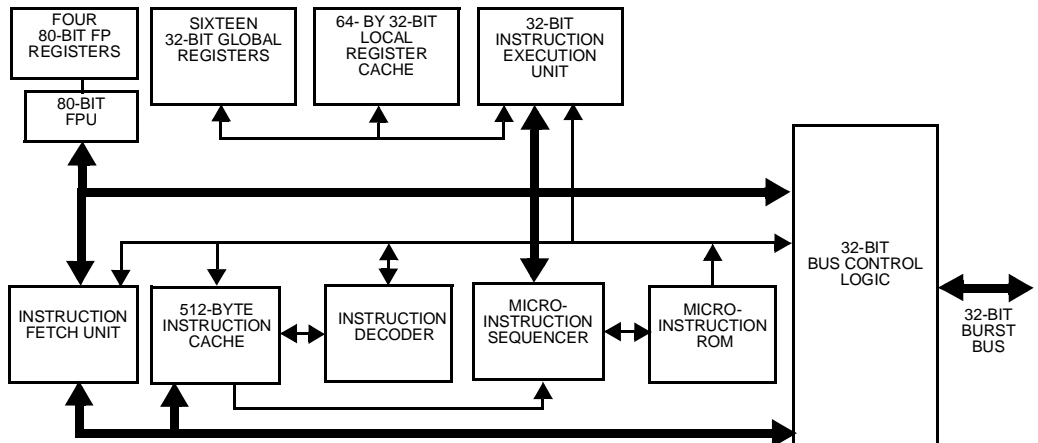 FOUR
80-BIT FP
REGISTERS
SIXTEEN
32-BIT GLOBAL
REGISTERS
64- BY 32-BIT
LOCAL
REGISTER
CACHE
32-BIT
INSTRUCTION
EXECUTION
UNIT
80-BIT
FPU
32-BIT
BUS CONTROL
LOGIC
32-BIT
BURST
BUS
INSTRUCTION
FETCH UNIT
512-BYTE
INSTRUCTION
CACHE
INSTRUCTION
DECODER
MICRO-
INSTRUCTION
SEQUENCER
MICRO-
INSTRUCTION
ROM